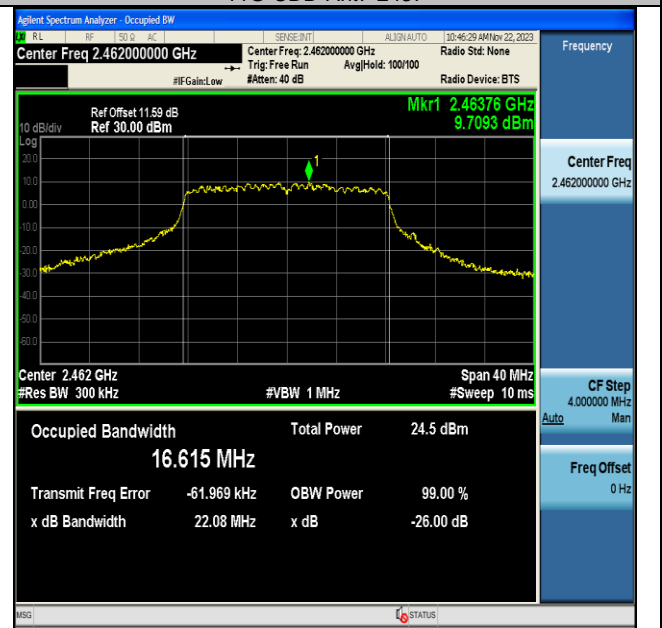 Agilent Spectrum Analyzer - Occupied BW
LXI RL RF 50 Ω AC SENSE:INT ALIGN AUTO 10:46:29 AM Nov 22, 2023
Center Freq 2.462000000 GHz
Center Freq: 2.462000000 GHz
Radio Std: None
Trig: Free Run Avg|Hold: 100/100
#IFGain:Low #Atten: 40 dB Radio Device: BTS
Frequency
Ref Offset 11.59 dB
Mkr1 2.46376 GHz
10 dB/div Ref 30.00 dBm
9.7093 dBm
Log
20.0
10.0
0.00
-10.0
-20.0
-30.0
-40.0
-50.0
-60.0
1
Center 2.462 GHz Span 40 MHz
#Res BW 300 kHz #VBW 1 MHz #Sweep 10 ms
Occupied Bandwidth Total Power 24.5 dBm
16.615 MHz
Transmit Freq Error -61.969 kHz OBW Power 99.00 %
x dB Bandwidth 22.08 MHz x dB -26.00 dB
Center Freq
2.462000000 GHz
CF Step
4.000000 MHz
Auto Man
Freq Offset
0 Hz
MSG STATUS